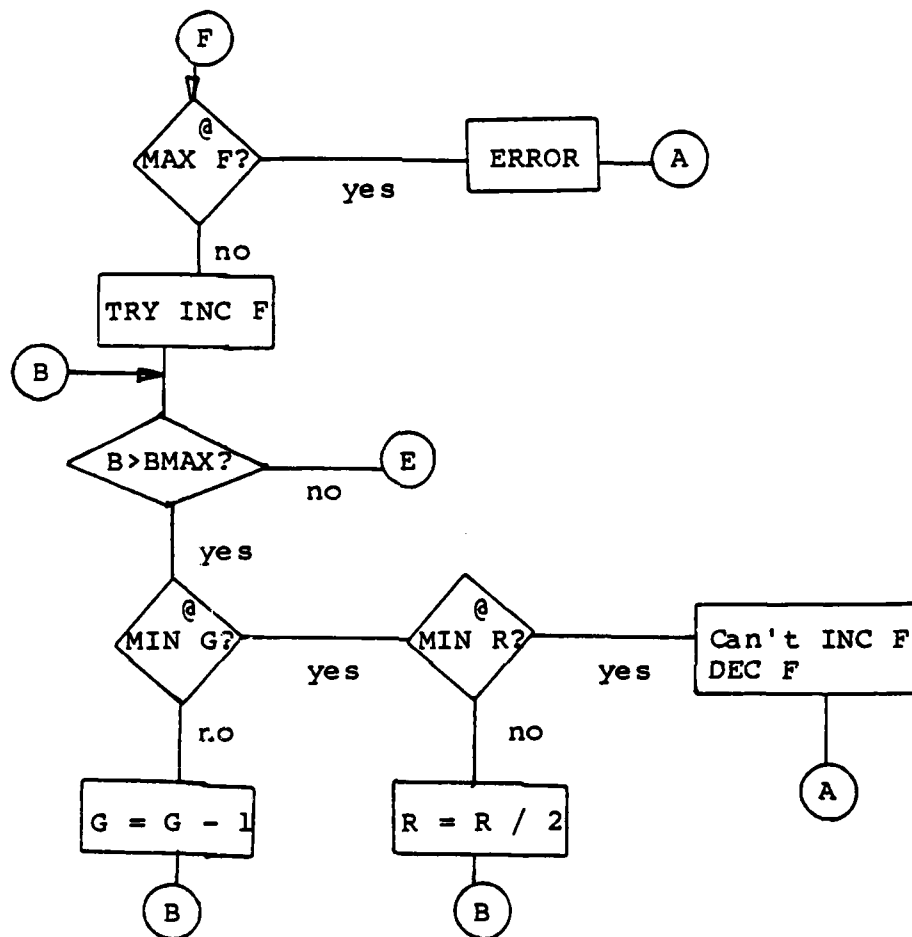 F
@
MAX F?
yes
ERROR
A
no
TRY INC F
B
B>BMAX?
no
E
yes
@
MIN G?
yes
@
MIN R?
yes
Can't INC F
DEC F
no
no
A
G = G - 1
R = R / 2
B
B